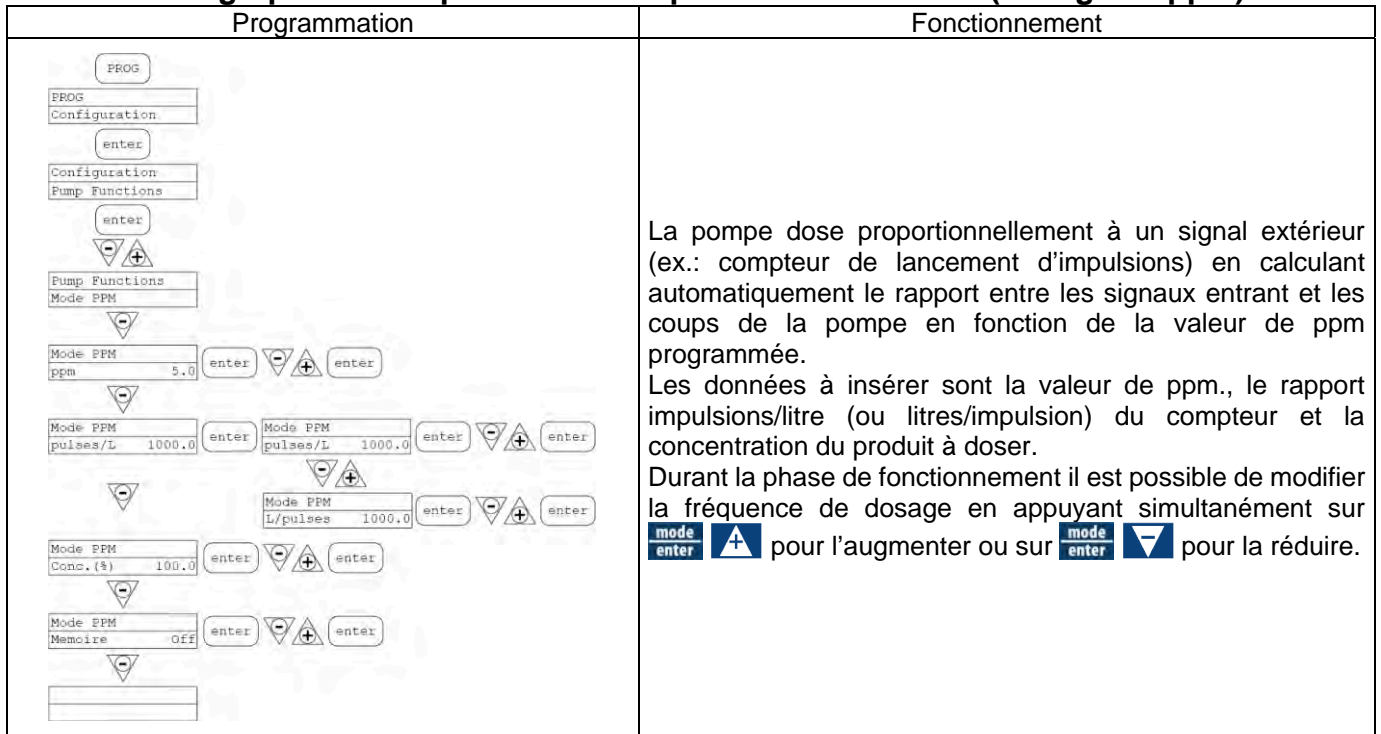 Programmation
Fonctionnement
PROG
PROG
Configuration
enter
Configuration
Pump Functions
enter
- +
Pump Functions
Mode PPM
-
Mode PPM
ppm 5.0
enter - + enter
-
Mode PPM
pulses/L 1000.0
enter
Mode PPM
pulses/L 1000.0
enter - + enter
-
- +
Mode PPM
L/pulses 1000.0
enter - + enter
Mode PPM
Conc.(%) 100.0
enter - + enter
-
Mode PPM
Memoire Off
enter - + enter
-
La pompe dose proportionnellement à un signal extérieur
(ex.: compteur de lancement d’impulsions) en calculant
automatiquement le rapport entre les signaux entrant et les
coups de la pompe en fonction de la valeur de ppm
programmée.
Les données à insérer sont la valeur de ppm., le rapport
impulsions/litre (ou litres/impulsion) du compteur et la
concentration du produit à doser.
Durant la phase de fonctionnement il est possible de modifier
la fréquence de dosage en appuyant simultanément sur
mode enter + pour l’augmenter ou sur mode enter - pour la réduire.